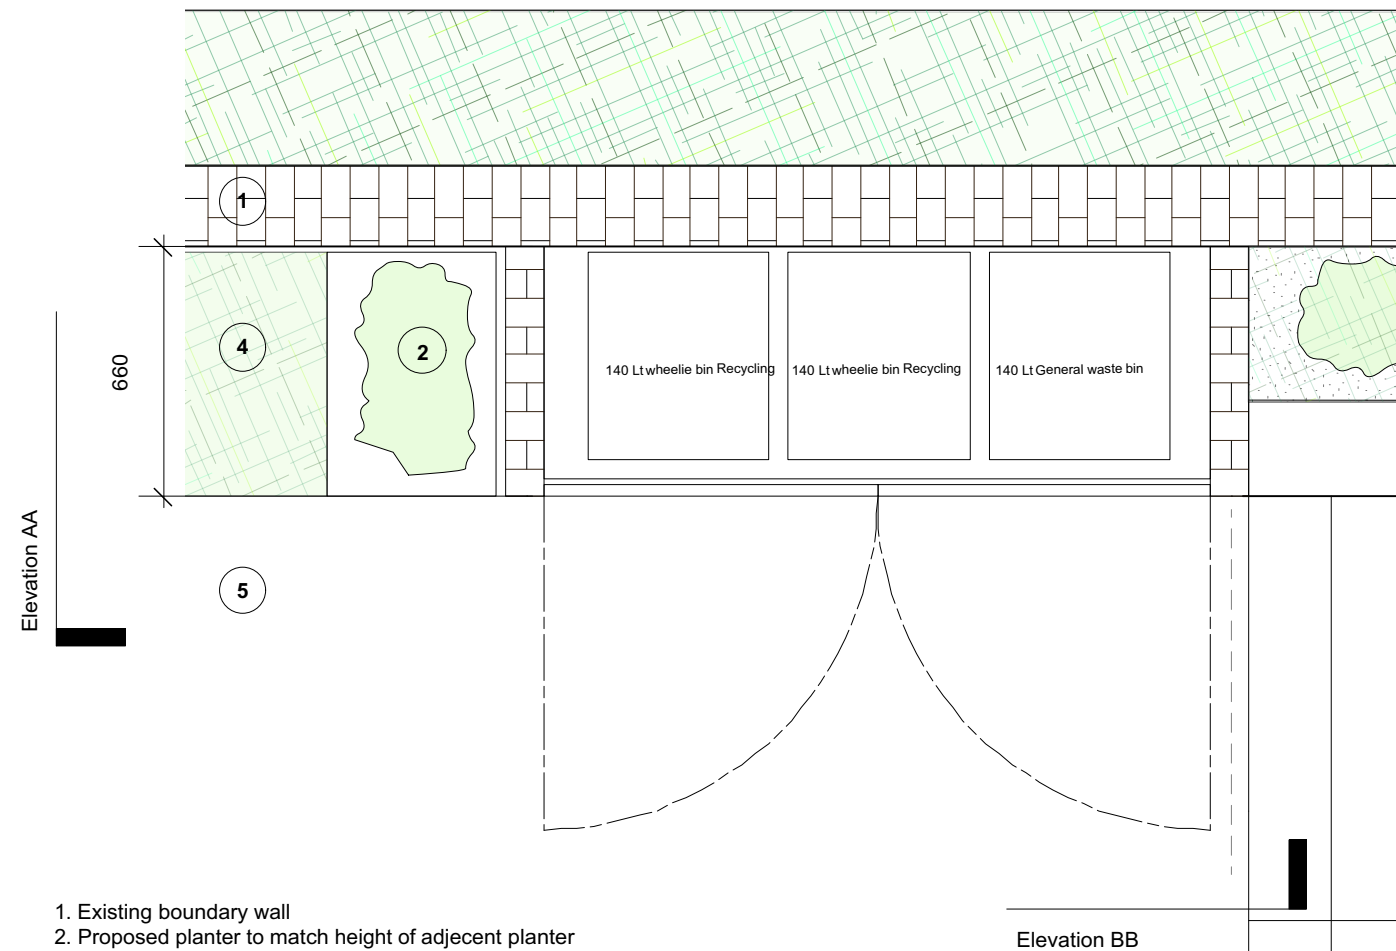 1
4
2
660
140 Lt wheelie bin Recycling
140 Lt wheelie bin Recycling
140 Lt General waste bin
Elevation AA
5
1. Existing boundary wall
2. Proposed planter to match height of adjecent planter
Elevation BB